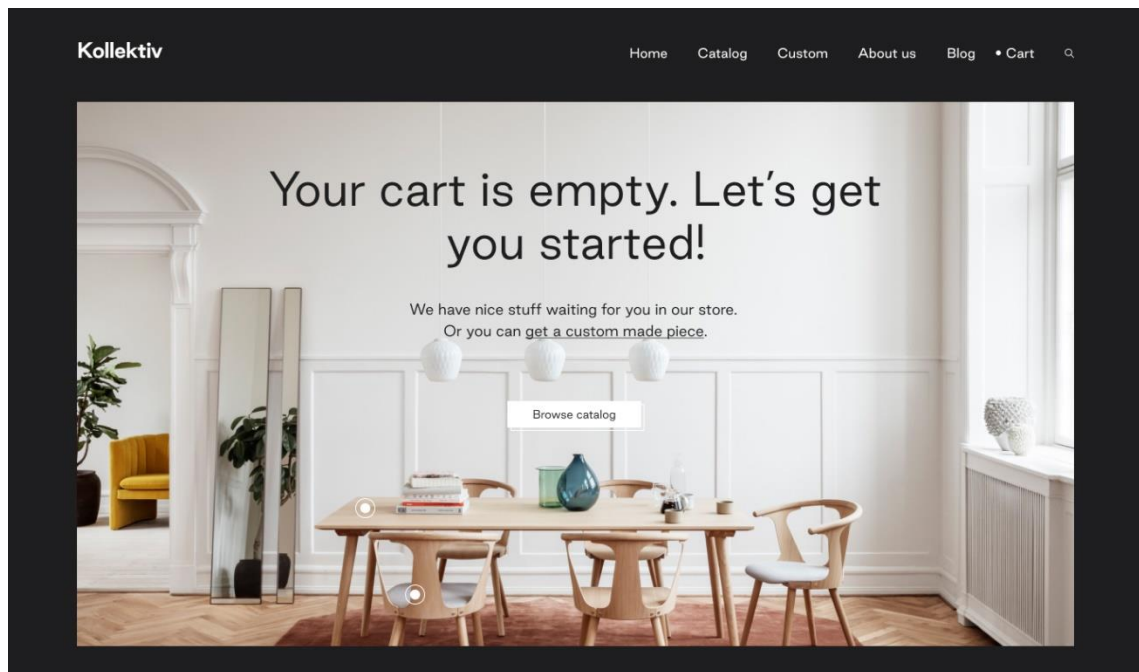 Kollektiv
Home Catalog Custom About us Blog • Cart
Your cart is empty. Let’s get
you started!
We have nice stuff waiting for you in our store.
Or you can get a custom made piece.
Browse catalog